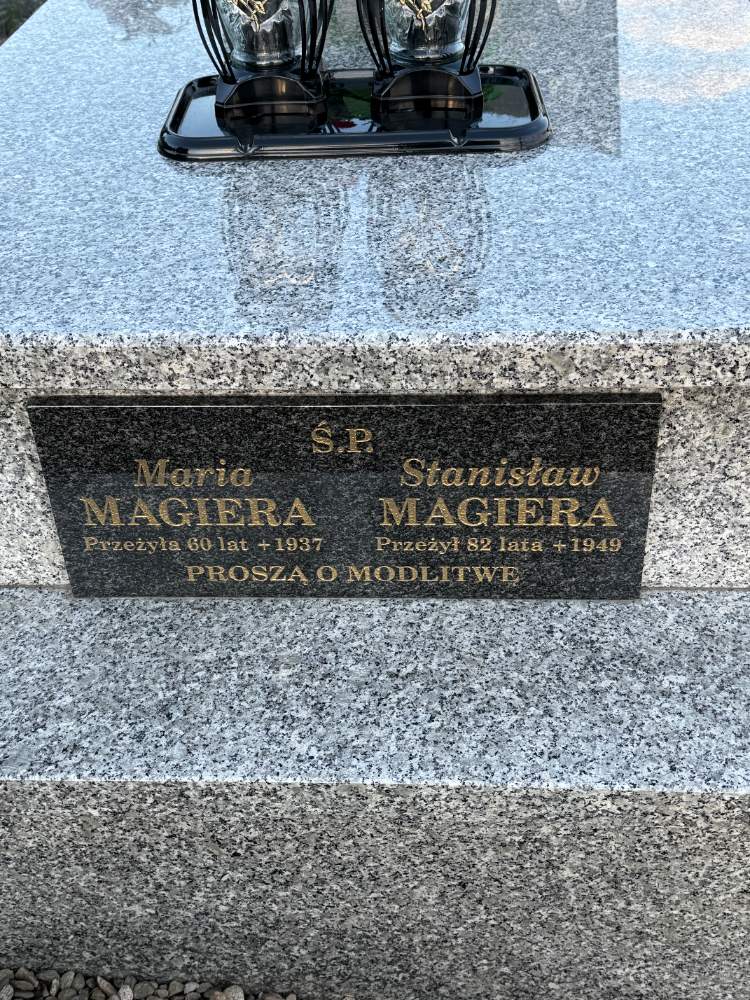 Ś.P.
Maria Stanisław
MAGIERA MAGIERA
Przeżyła 60 lat +1937 Przeżył 82 lata +1949
PROSZĄ O MODLITWĘ